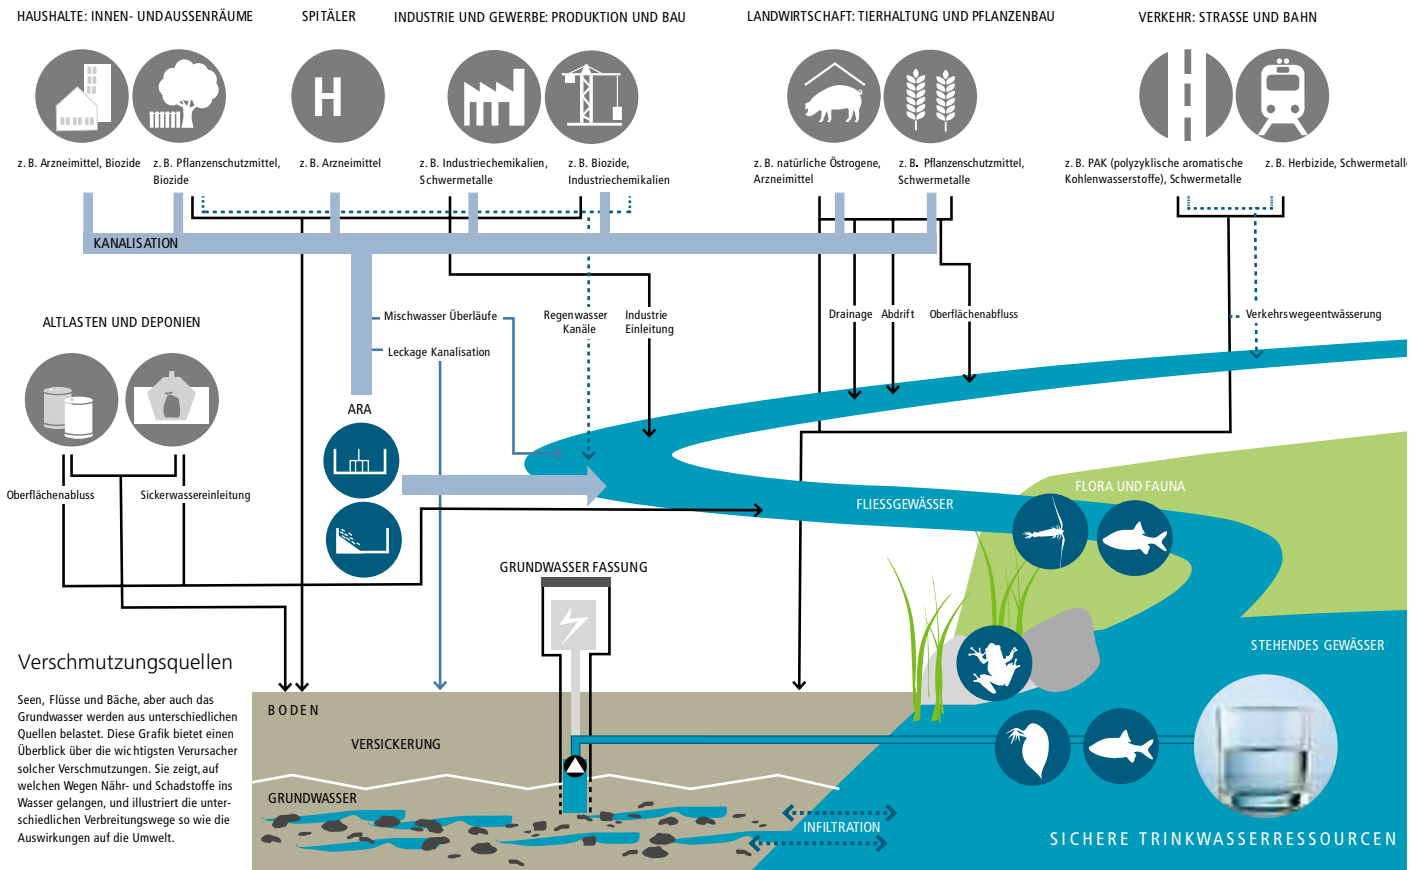 HAUSHALTE: INNEN- UND AUSSENRÄUME
SPITÄLER
INDUSTRIE UND GEWERBE: PRODUKTION UND BAU
LANDWIRTSCHAFT: TIERHALTUNG UND PFLANZENBAU
VERKEHR: STRASSE UND BAHN
H
z. B. Arzneimittel, Biozide
z. B. Pflanzenschutzmittel,
Biozide
z. B. Arzneimittel
z. B. Industriechemikalien,
Schwermetalle
z. B. Biozide,
Industriechemikalien
z. B. natürliche Östrogene,
Arzneimittel
z. B. Pflanzenschutzmittel,
Schwermetalle
z. B. PAK (polyzyklische aromatische
Kohlenwasserstoffe), Schwermetalle
z. B. Herbizide, Schwermetalle
KANALISATION
ALTLASTEN UND DEPONIEN
Mischwasser Überläufe
Leckage Kanalisation
Regenwasser
Kanäle
Industrie
Einleitung
Drainage
Abdrift
Oberflächenabfluss
Verkehrswegeentwässerung
ARA
Oberflächenabluss
Sickerwassereinleitung
FLIESSGEWÄSSER
FLORA UND FAUNA
GRUNDWASSER FASSUNG
STEHENDES GEWÄSSER
Verschmutzungsquellen
Seen, Flüsse und Bäche, aber auch das
Grundwasser werden aus unterschiedlichen
Quellen belastet. Diese Grafik bietet einen
Überblick über die wichtigsten Verursacher
solcher Verschmutzungen. Sie zeigt, auf
welchen Wegen Nähr- und Schadstoffe ins
Wasser gelangen, und illustriert die unter-
schiedlichen Verbreitungswege so wie die
Auswirkungen auf die Umwelt.
BODEN
VERSICKERUNG
GRUNDWASSER
INFILTRATION
SICHERE TRINKWASSERRESSOURCEN